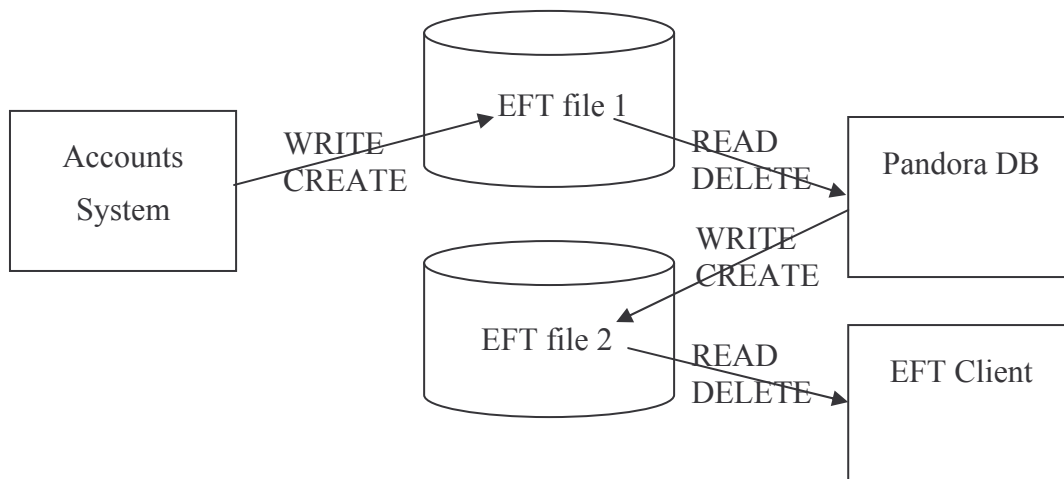 EFT file 1
Accounts
System
WRITE
CREATE
READ
DELETE
Pandora DB
WRITE
CREATE
EFT file 2
READ
DELETE
EFT Client